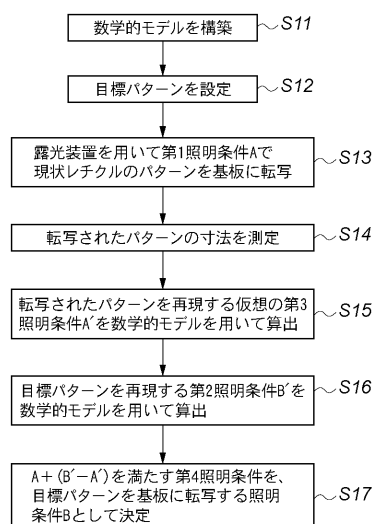 数学的モデルを構築
S11
目標パターンを設定
S12
露光装置を用いて第1照明条件Aで
現状レチクルのパターンを基板に転写
S13
転写されたパターンの寸法を測定
S14
転写されたパターンを再現する仮想の第3
照明条件A´を数学的モデルを用いて算出
S15
目標パターンを再現する第2照明条件B´を
数学的モデルを用いて算出
S16
A+(B´−A´)を満たす第4照明条件を、
目標パターンを基板に転写する照明
条件Bとして決定
S17